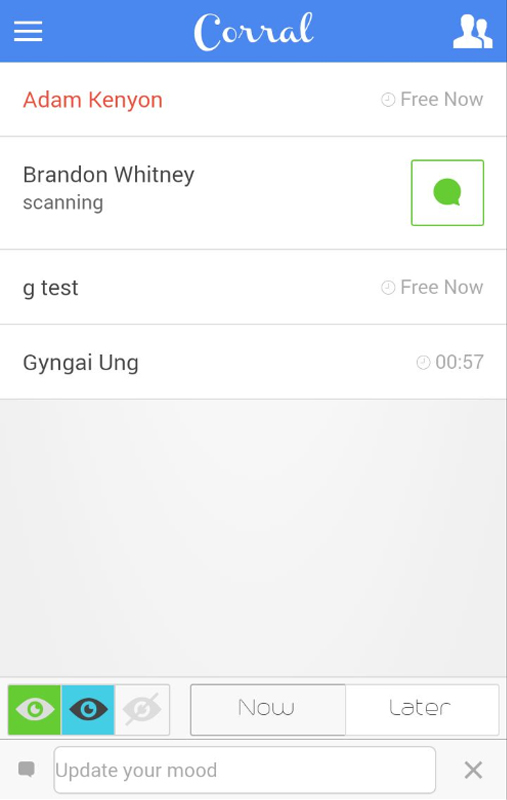 Corral
Adam Kenyon
Free Now
Brandon Whitney
scanning
g test
Free Now
Gyngai Ung
00:57
Now
Later
Update your mood